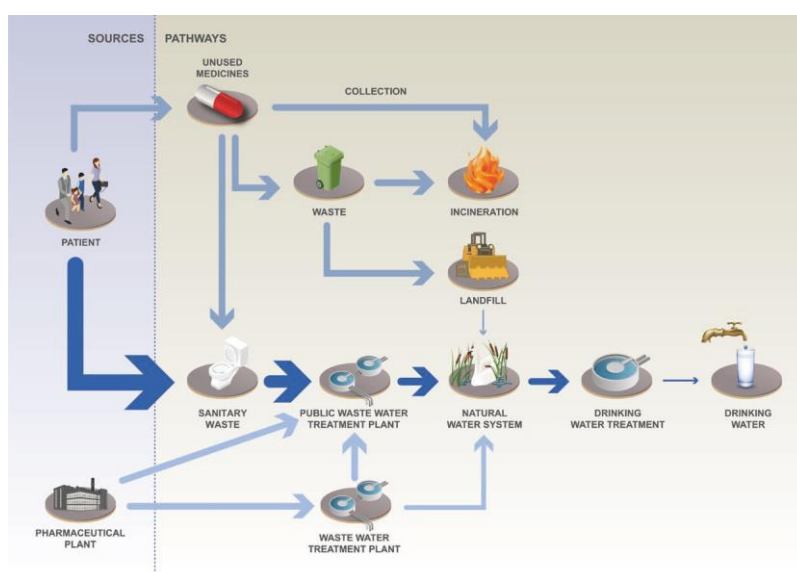 SOURCES
PATHWAYS
UNUSED
MEDICINES
COLLECTION
PATIENT
WASTE
INCINERATION
LANDFILL
SANITARY
WASTE
PUBLIC WASTE WATER
TREATMENT PLANT
NATURAL
WATER SYSTEM
DRINKING
WATER TREATMENT
DRINKING
WATER
PHARMACEUTICAL
PLANT
WASTE WATER
TREATMENT PLANT